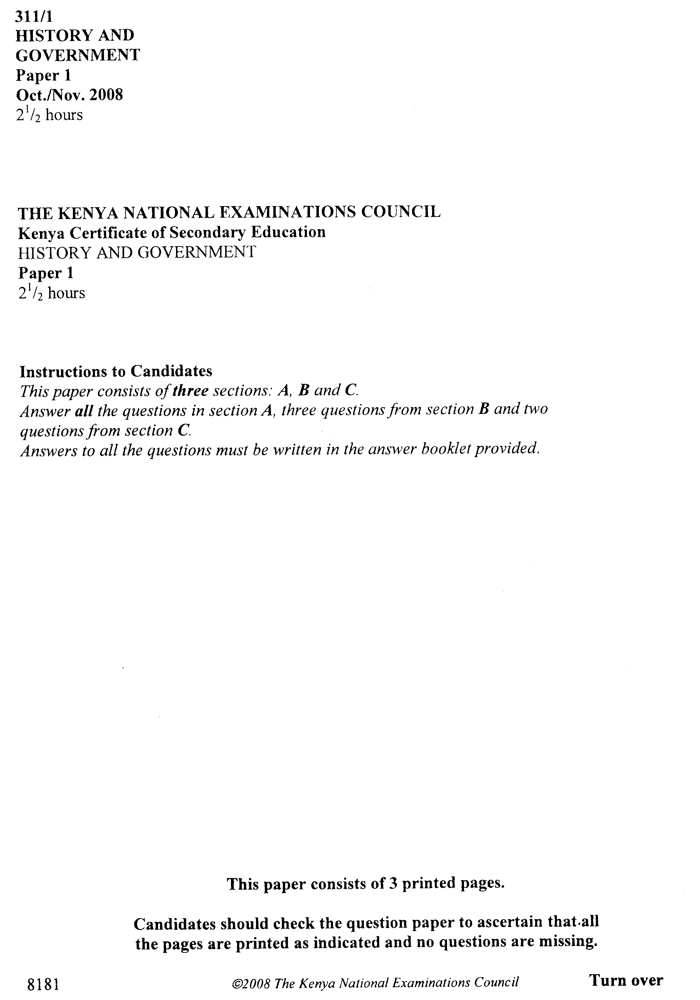 311/1
HISTORY AND
GOVERNMENT
Paper 1
Oct./Nov. 2008
2 1/2 hours
THE KENYA NATIONAL EXAMINATIONS COUNCIL
Kenya Certificate of Secondary Education
HISTORY AND GOVERNMENT
Paper 1
2 1/2 hours
Instructions to Candidates
This paper consists of three sections: A, B and C.
Answer all the questions in section A, three questions from section B and two
questions from section C.
Answers to all the questions must be written in the answer booklet provided.
This paper consists of 3 printed pages.
Candidates should check the question paper to ascertain that all
the pages are printed as indicated and no questions are missing.
8181 ©2008 The Kenya National Examinations Council Turn over